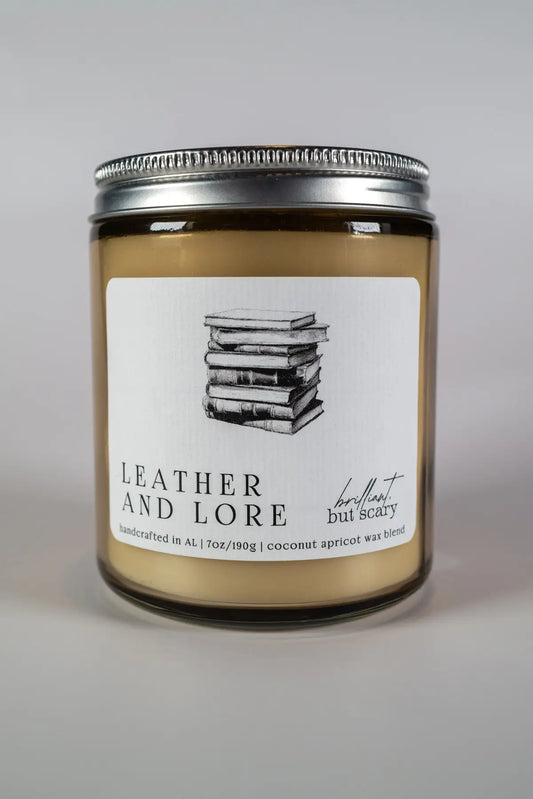 LEATHER
AND LORE
brilliant.
but scary
handcrafted in AL | 7oz/190g | coconut apricot wax blend